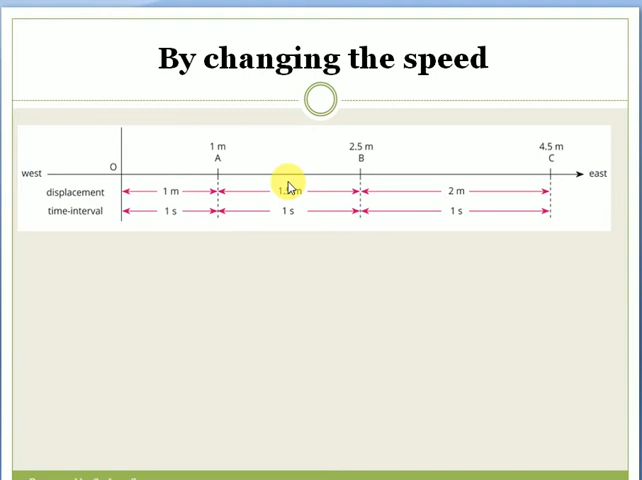 By changing the speed
1 m 2.5 m 4.5 m
O A B C
west east
displacement 1 m 2 m
time-interval 1 s 1 s 1 s